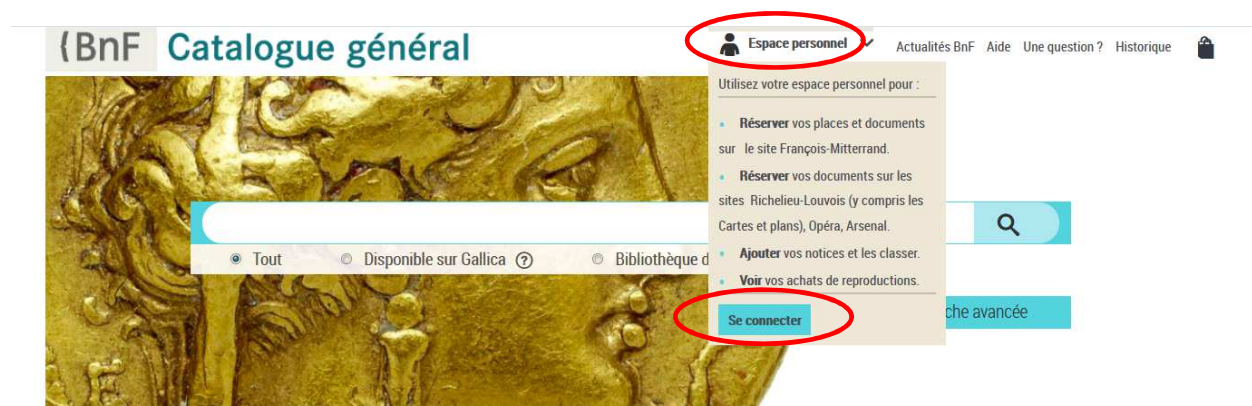 {BnF Catalogue général
Espace personnel
Actualités BnF Aide Une question ? Historique
Utilisez votre espace personnel pour :
Réserver vos places et documents
sur le site François-Mitterrand.
Réserver vos documents sur les
sites Richelieu-Louvois (y compris les
Cartes et plans), Opéra, Arsenal.
Ajouter vos notices et les classer.
Voir vos achats de reproductions.
Se connecter
Tout Disponible sur Gallica ? Bibliothèque d
che avancée